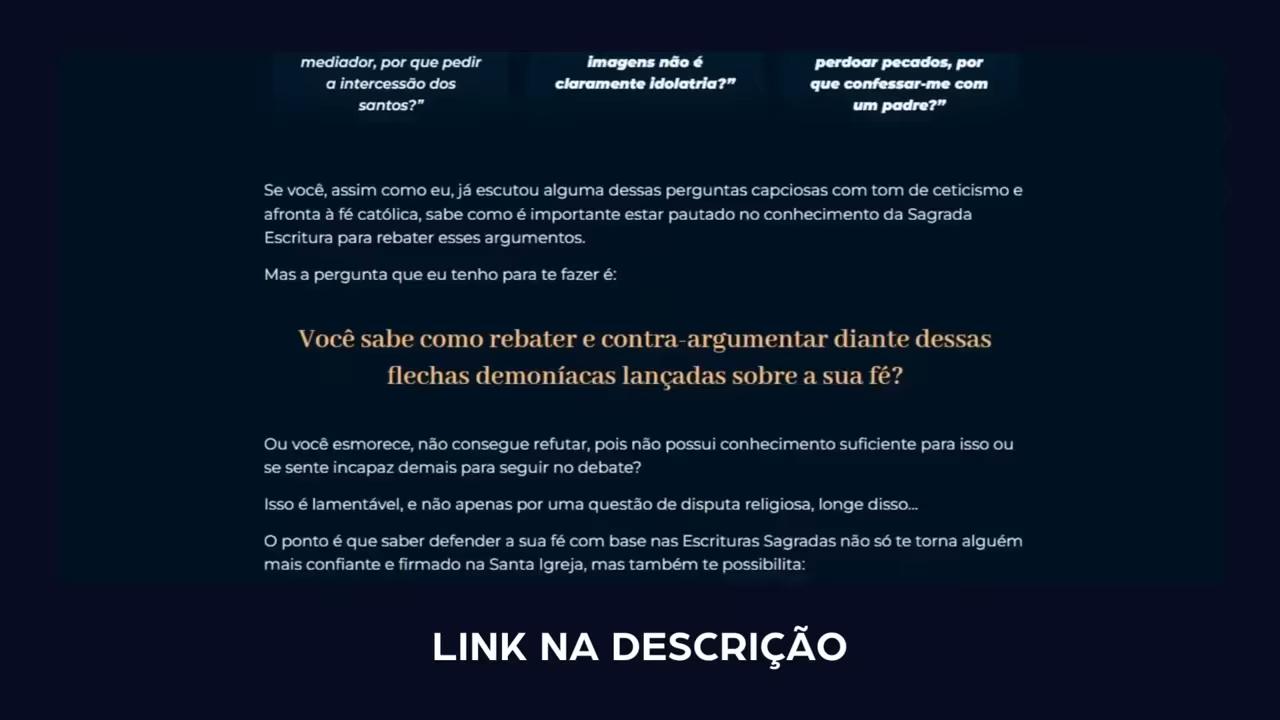 mediador, por que pedir
a intercessão dos
santos?”
imagens não é
claramente idolatria?”
perdoar pecados, por
que confessar-me com
um padre?”
Se você, assim como eu, já escutou alguma dessas perguntas capciosas com tom de ceticismo e
afronta à fé católica, sabe como é importante estar pautado no conhecimento da Sagrada
Escritura para rebater esses argumentos.
Mas a pergunta que eu tenho para te fazer é:
Você sabe como rebater e contra-argumentar diante dessas
flechas demoníacas lançadas sobre a sua fé?
Ou você esmorece, não consegue refutar, pois não possui conhecimento suficiente para isso ou
se sente incapaz demais para seguir no debate?
Isso é lamentável, e não apenas por uma questão de disputa religiosa, longe disso...
O ponto é que saber defender a sua fé com base nas Escrituras Sagradas não só te torna alguém
mais confiante e firmado na Santa Igreja, mas também te possibilita:
LINK NA DESCRIÇÃO